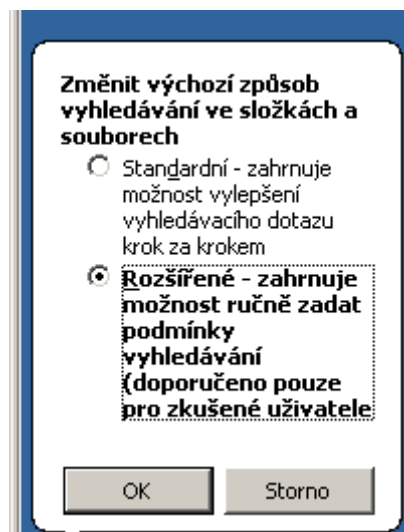 Změnit výchozí způsob
vyhledávání ve složkách a
souborech
Standardní - zahrnuje
možnost vylepšení
vyhledávacího dotazu
krok za krokem
Rozšířené - zahrnuje
možnost ručně zadat
podmínky
vyhledávání
(doporučeno pouze
pro zkušené uživatele
OK
Storno